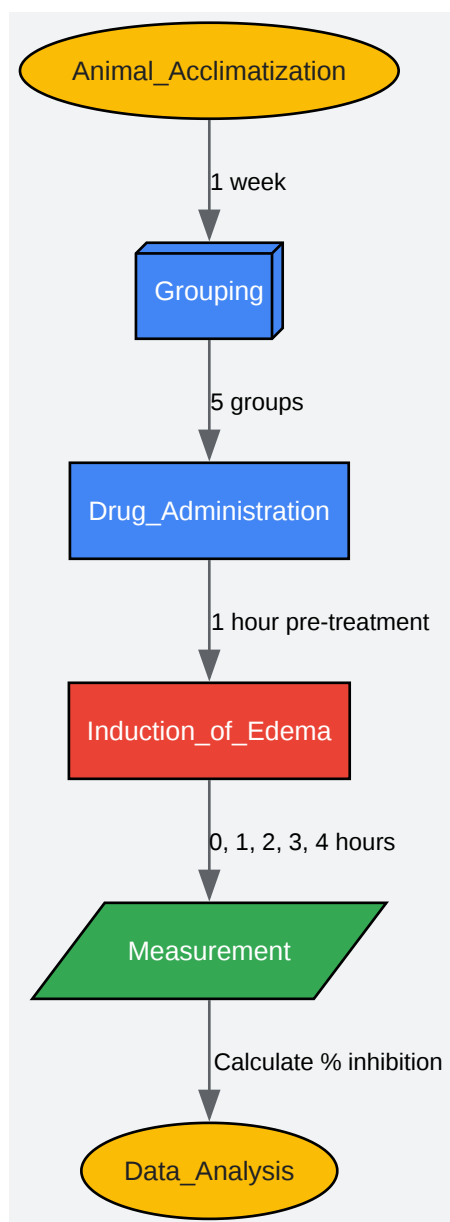 Animal_Acclimatization
1 week
Grouping
5 groups
Drug_Administration
1 hour pre-treatment
Induction_of_Edema
0, 1, 2, 3, 4 hours
Measurement
Calculate % inhibition
Data_Analysis